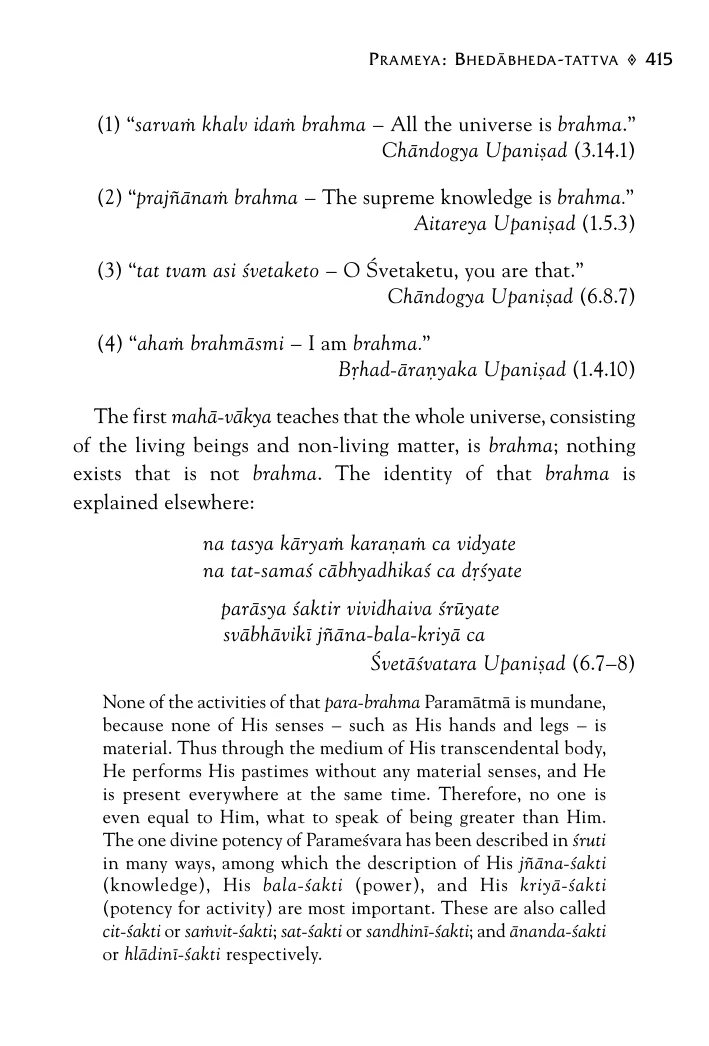 PRAMEYA: BHEDĀBHEDA-TATTVA ◊ 415
(1) “sarvaṁ khalv idaṁ brahma – All the universe is brahma.”
Chāndogya Upaniṣad (3.14.1)
(2) “prajñānaṁ brahma – The supreme knowledge is brahma.”
Aitareya Upaniṣad (1.5.3)
(3) “tat tvam asi śvetaketo – O Śvetaketu, you are that.”
Chāndogya Upaniṣad (6.8.7)
(4) “ahaṁ brahmāsmi – I am brahma.”
Bṛhad-āraṇyaka Upaniṣad (1.4.10)
The first mahā-vākya teaches that the whole universe, consisting
of the living beings and non-living matter, is brahma; nothing
exists that is not brahma. The identity of that brahma is
explained elsewhere:
na tasya kāryaṁ karaṇaṁ ca vidyate
na tat-samaś cābhyadhikaś ca dṛśyate
parāsya śaktir vividhaiva śrūyate
svābhāvikī jñāna-bala-kriyā ca
Śvetāśvatara Upaniṣad (6.7–8)
None of the activities of that para-brahma Paramātmā is mundane,
because none of His senses – such as His hands and legs – is
material. Thus through the medium of His transcendental body,
He performs His pastimes without any material senses, and He
is present everywhere at the same time. Therefore, no one is
even equal to Him, what to speak of being greater than Him.
The one divine potency of Parameśvara has been described in śruti
in many ways, among which the description of His jñāna-śakti
(knowledge), His bala-śakti (power), and His kriyā-śakti
(potency for activity) are most important. These are also called
cit-śakti or saṁvit-śakti; sat-śakti or sandhinī-śakti; and ānanda-śakti
or hlādinī-śakti respectively.